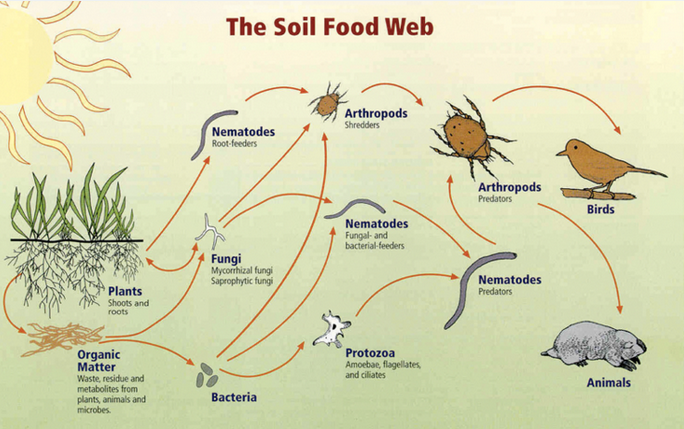 The Soil Food Web
Arthropods
Shredders
Nematodes
Root-feeders
Arthropods
Predators
Birds
Nematodes
Fungal- and
bacterial-feeders
Fungi
Mycorrhizal fungi
Saprophytic fungi
Nematodes
Predators
Plants
Shoots and
roots
Organic
Matter
Waste, residue and
metabolites from
plants, animals and
microbes.
Bacteria
Protozoa
Amoebae, flagellates,
and ciliates
Animals